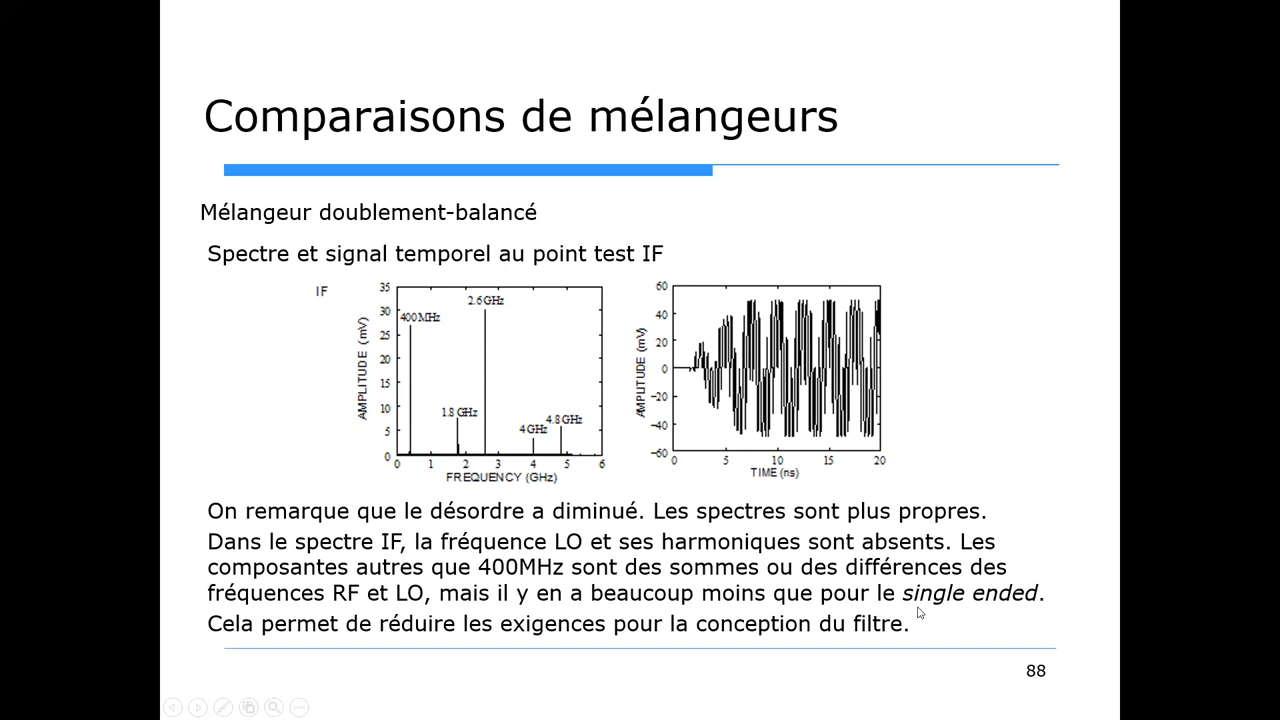 Comparaisons de mélangeurs
Mélangeur doublement-balancé
Spectre et signal temporel au point test IF
IF
35
30
25
20
15
10
5
0
AMPLITUDE (mV)
400MHz
2.6GHz
1.8GHz
4GHz
4.8GHz
0 1 2 3 4 5 6
FREQUENCY (GHz)
60
40
20
0
-20
-40
-60
AMPLITUDE (mV)
0 5 10 15 20
TIME (ns)
On remarque que le désordre a diminué. Les spectres sont plus propres.
Dans le spectre IF, la fréquence LO et ses harmoniques sont absents. Les
composantes autres que 400MHz sont des sommes ou des différences des
fréquences RF et LO, mais il y en a beaucoup moins que pour le single ended.
Cela permet de réduire les exigences pour la conception du filtre.
88